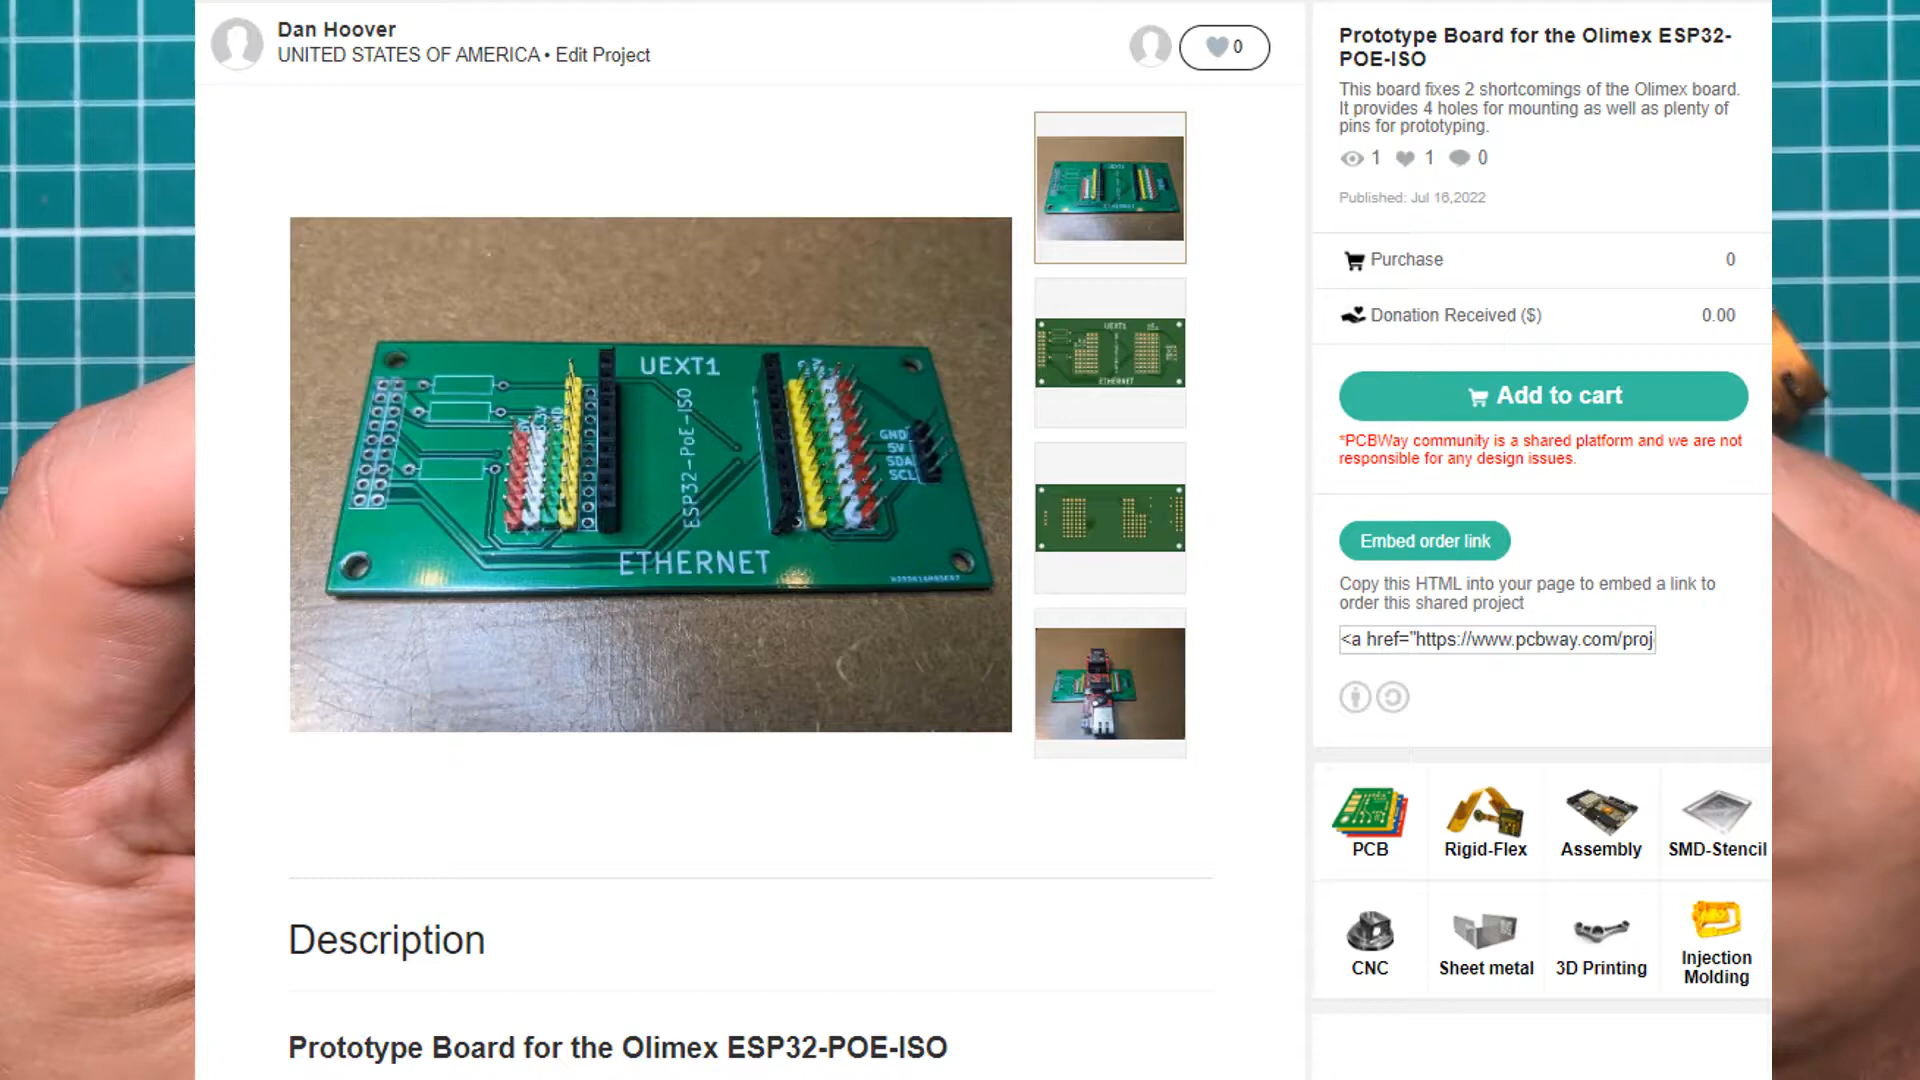 Dan Hoover
UNITED STATES OF AMERICA • Edit Project
0
Prototype Board for the Olimex ESP32-
POE-ISO
This board fixes 2 shortcomings of the Olimex board.
It provides 4 holes for mounting as well as plenty of
pins for prototyping.
1 1 0
Published: Jul 16,2022
Purchase 0
Donation Received ($) 0.00
Add to cart
*PCBWay community is a shared platform and we are not
responsible for any design issues.
Embed order link
Copy this HTML into your page to embed a link to
order this shared project
<a href="https://www.pcbway.com/proj
UEXT1
ESP32-PoE-ISO
ETHERNET
GND
5V
SDA
SCL
3.3V
GND
UEXT1
ETHERNET
PCB
Rigid-Flex
Assembly
SMD-Stencil
CNC
Sheet metal
3D Printing
Injection
Molding
Description
Prototype Board for the Olimex ESP32-POE-ISO